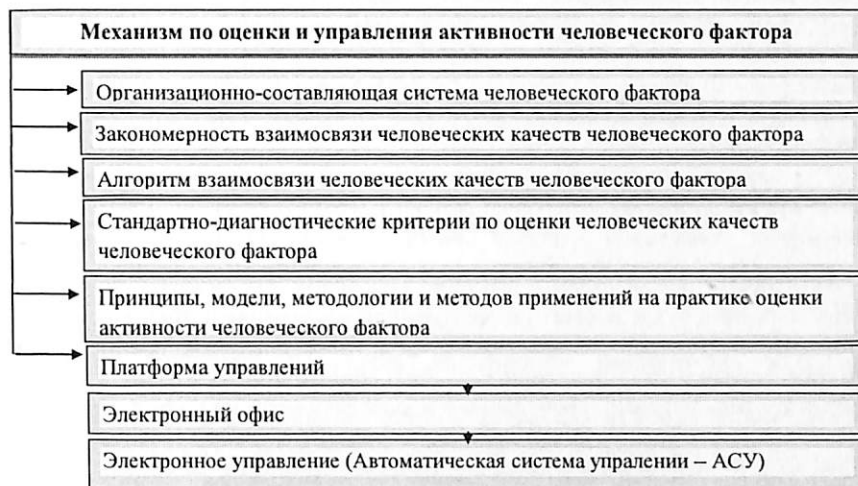 Механизм по оценки и управления активности человеческого фактора
Организационно-составляющая система человеческого фактора
Закономерность взаимосвязи человеческих качеств человеческого фактора
Алгоритм взаимосвязи человеческих качеств человеческого фактора
Стандартно-диагностические критерии по оценки человеческих качеств
человеческого фактора
Принципы, модели, методологии и методов применений на практике оценки
активности человеческого фактора
Платформа управлений
Электронный офис
Электронное управление (Автоматическая система упралении – АСУ)